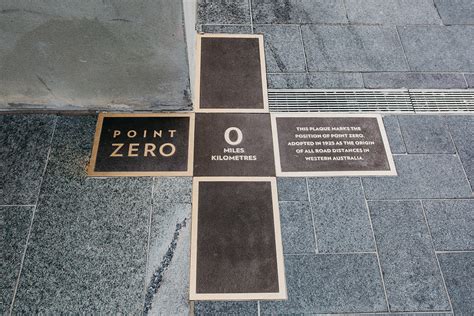 POINT
ZERO
0
MILES
KILOMETRES
THIS PLAQUE MARKS THE
POSITION OF POINT ZERO.
ADOPTED IN 1925 AS THE ORIGIN
OF ALL ROAD DISTANCES IN
WESTERN AUSTRALIA.